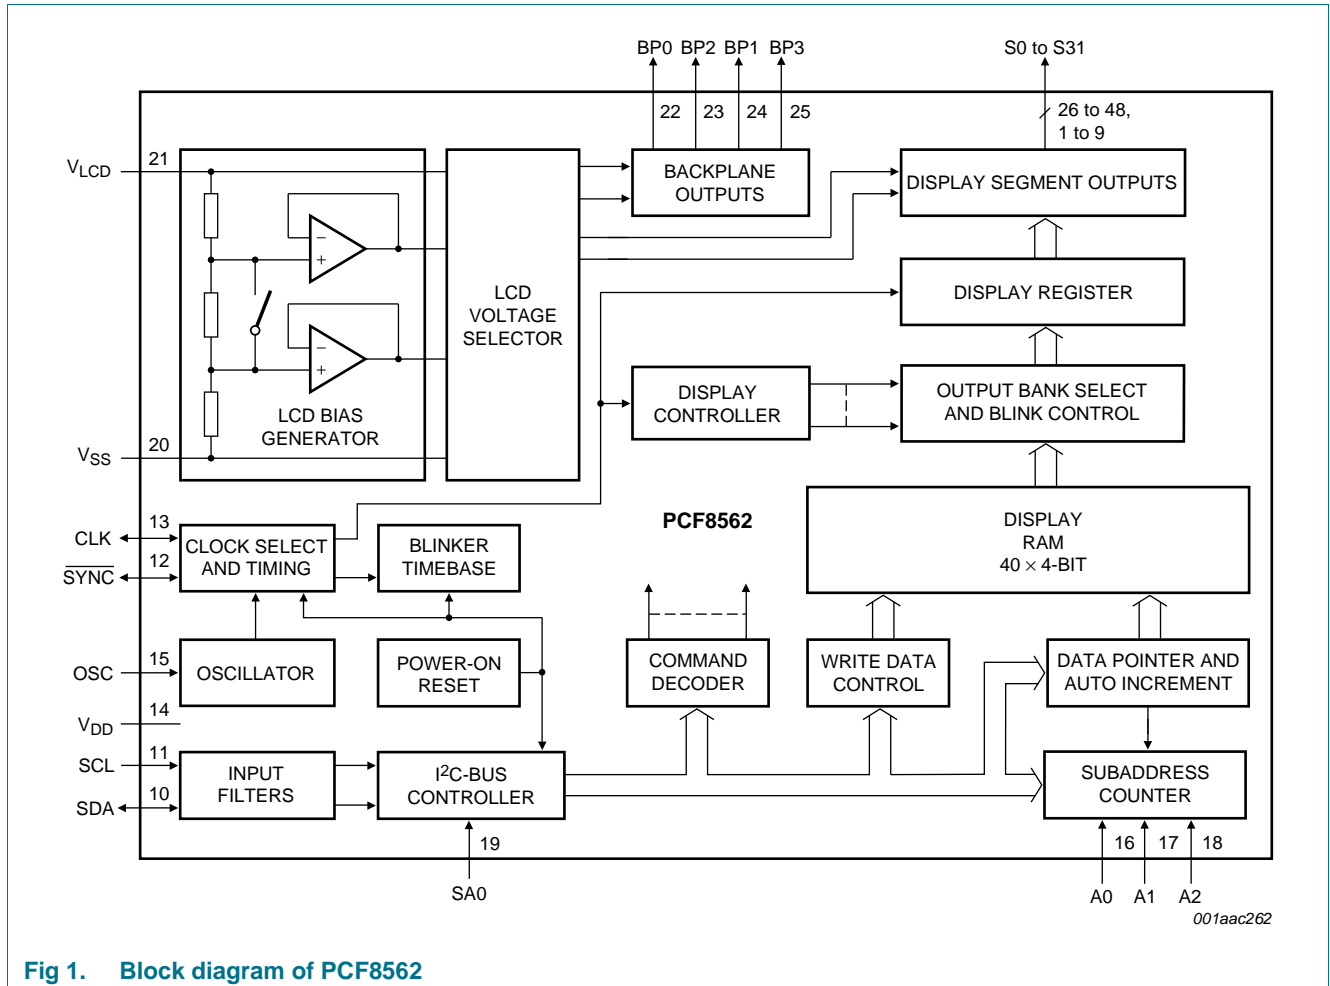 BP0 BP2 BP1 BP3
S0 to S31
22
23
24
25
26 to 48,
1 to 9
VLCD
21
BACKPLANE
OUTPUTS
DISPLAY SEGMENT OUTPUTS
−
+
−
+
LCD
VOLTAGE
SELECTOR
DISPLAY REGISTER
LCD BIAS
GENERATOR
DISPLAY
CONTROLLER
OUTPUT BANK SELECT
AND BLINK CONTROL
VSS
20
CLK
13
SYNC
12
CLOCK SELECT
AND TIMING
BLINKER
TIMEBASE
PCF8562
DISPLAY
RAM
40 × 4-BIT
OSC
15
OSCILLATOR
POWER-ON
RESET
COMMAND
DECODER
WRITE DATA
CONTROL
DATA POINTER AND
AUTO INCREMENT
VDD
14
SCL
11
SDA
10
INPUT
FILTERS
I2C-BUS
CONTROLLER
SUBADDRESS
COUNTER
19
16
17
18
SA0
A0
A1
A2
001aac262
Fig 1. Block diagram of PCF8562